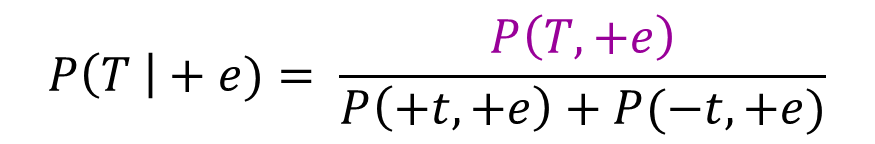 P(T | + e) = P(T, +e) / P(+t, +e) + P(−t, +e)